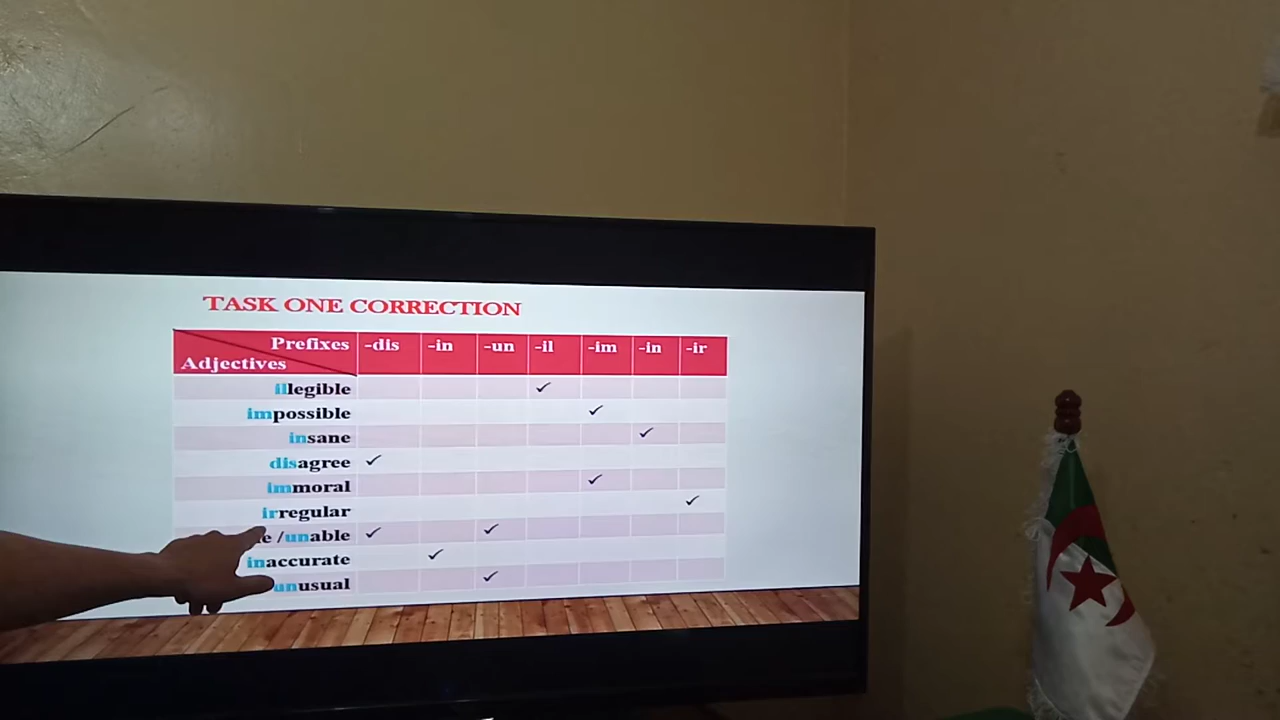 TASK ONE CORRECTION
Prefixes
Adjectives
-dis -in -un -il -im -in -ir
illegible ✓
impossible ✓
insane ✓
disagree ✓
immoral ✓
irregular ✓
/unable ✓ ✓
inaccurate ✓
unusual ✓